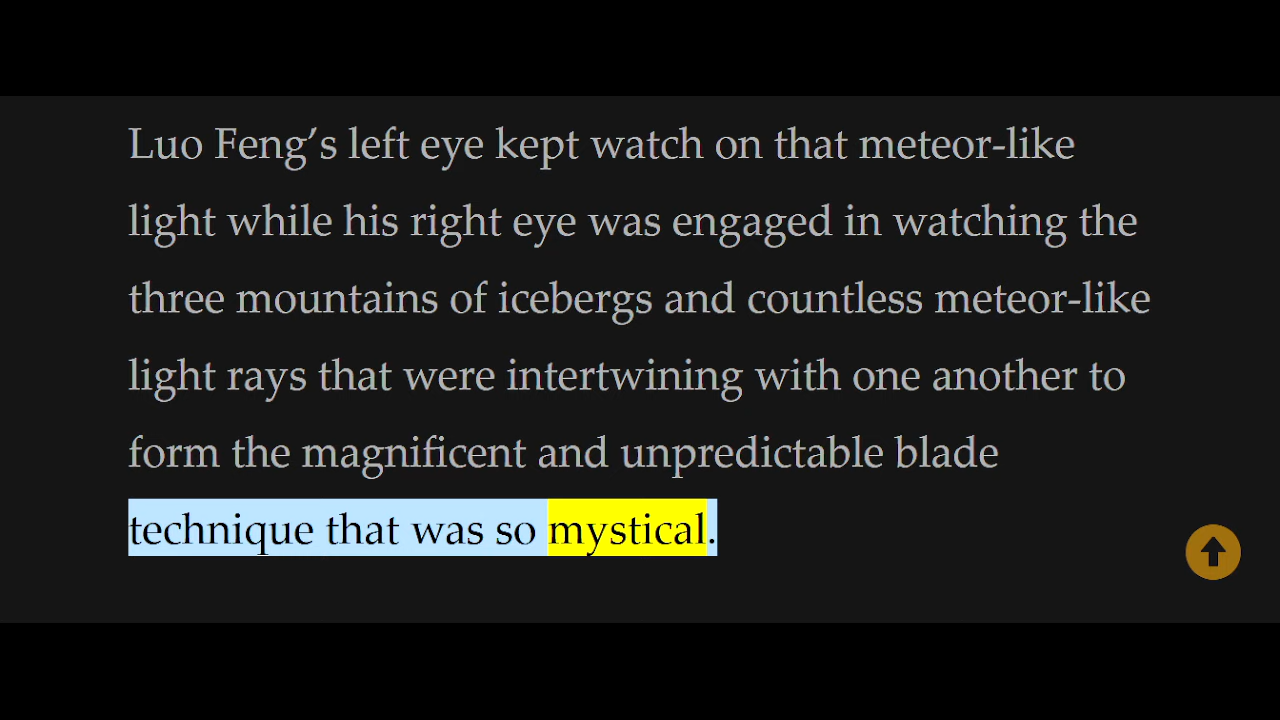 Luo Feng’s left eye kept watch on that meteor-like
light while his right eye was engaged in watching the
three mountains of icebergs and countless meteor-like
light rays that were intertwining with one another to
form the magnificent and unpredictable blade
technique that was so mystical.